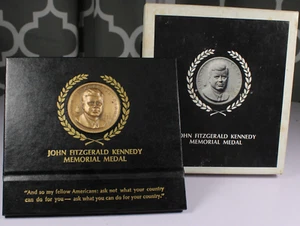 JOHN FITZGERALD KENNEDY
MEMORIAL MEDAL
"And so my fellow Americans: ask not what your country
can do for you — ask what you can do for your country."
JOHN FITZGERALD KENNEDY
MEMORIAL MEDAL